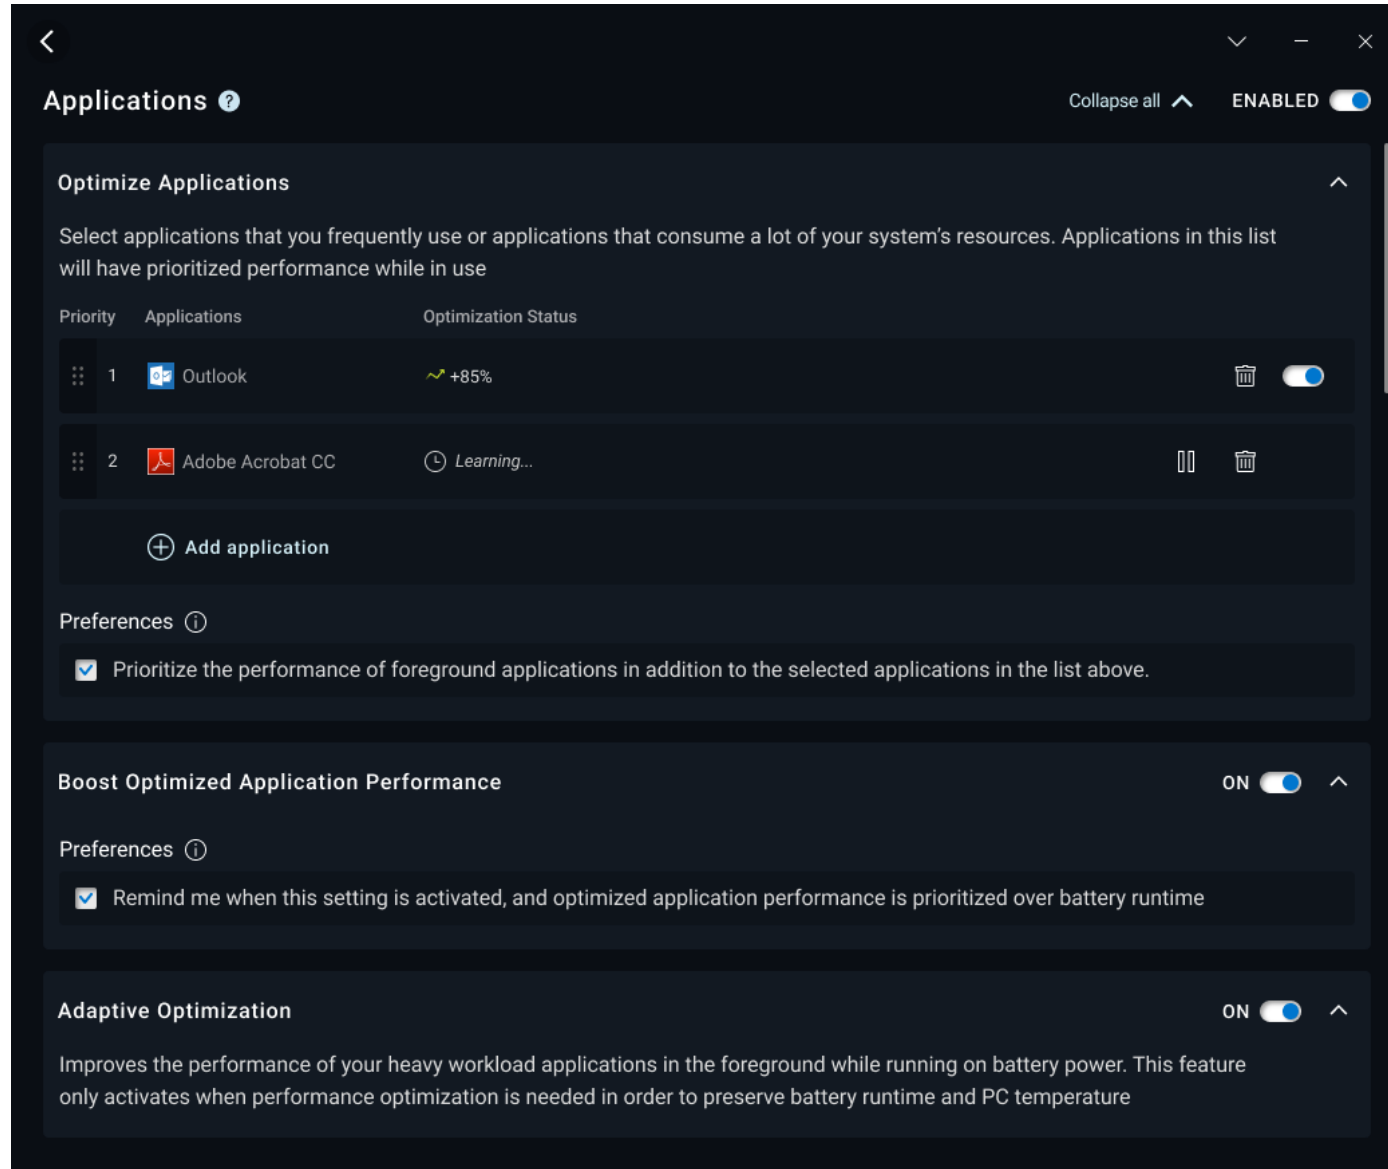 Applications ?
Collapse all
ENABLED
Optimize Applications
Select applications that you frequently use or applications that consume a lot of your system’s resources. Applications in this list
will have prioritized performance while in use
Priority Applications Optimization Status
1 Outlook +85%
2 Adobe Acrobat CC Learning...
Add application
Preferences
Prioritize the performance of foreground applications in addition to the selected applications in the list above.
Boost Optimized Application Performance ON
Preferences
Remind me when this setting is activated, and optimized application performance is prioritized over battery runtime
Adaptive Optimization ON
Improves the performance of your heavy workload applications in the foreground while running on battery power. This feature
only activates when performance optimization is needed in order to preserve battery runtime and PC temperature